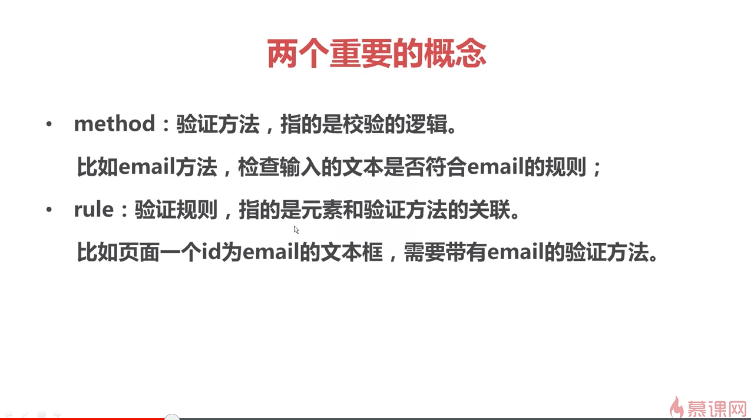 两个重要的概念
• method：验证方法，指的是校验的逻辑。
比如email方法，检查输入的文本是否符合email的规则；
• rule：验证规则，指的是元素和验证方法的关联。
比如页面一个id为email的文本框，需要带有email的验证方法。
慕课网